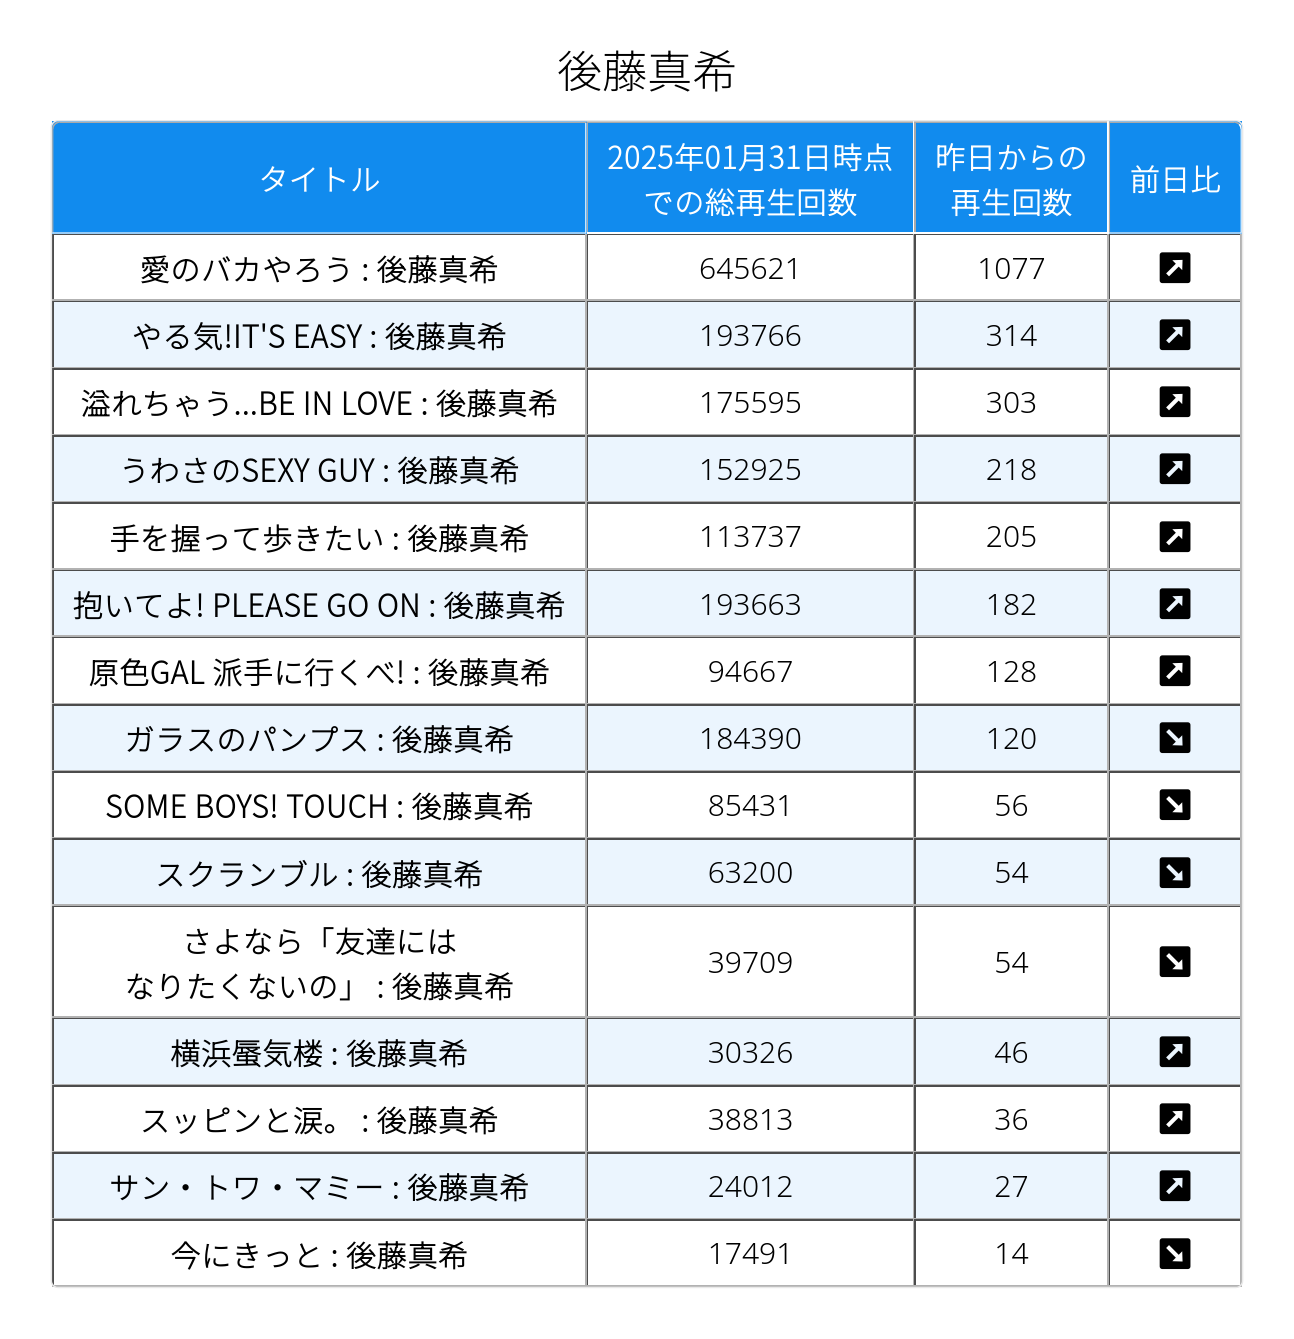 後藤真希
タイトル
2025年01月31日時点
での総再生回数
昨日からの
再生回数
前日比
愛のバカやろう : 後藤真希 645621 1077
やる気!IT'S EASY : 後藤真希 193766 314
溢れちゃう...BE IN LOVE : 後藤真希 175595 303
うわさのSEXY GUY : 後藤真希 152925 218
手を握って歩きたい : 後藤真希 113737 205
抱いてよ! PLEASE GO ON : 後藤真希 193663 182
原色GAL 派手に行くべ! : 後藤真希 94667 128
ガラスのパンプス : 後藤真希 184390 120
SOME BOYS! TOUCH : 後藤真希 85431 56
スクランブル : 後藤真希 63200 54
さよなら「友達には
なりたくないの」 : 後藤真希 39709 54
横浜蜃気楼 : 後藤真希 30326 46
スッピンと涙。 : 後藤真希 38813 36
サン・トワ・マミー : 後藤真希 24012 27
今にきっと : 後藤真希 17491 14